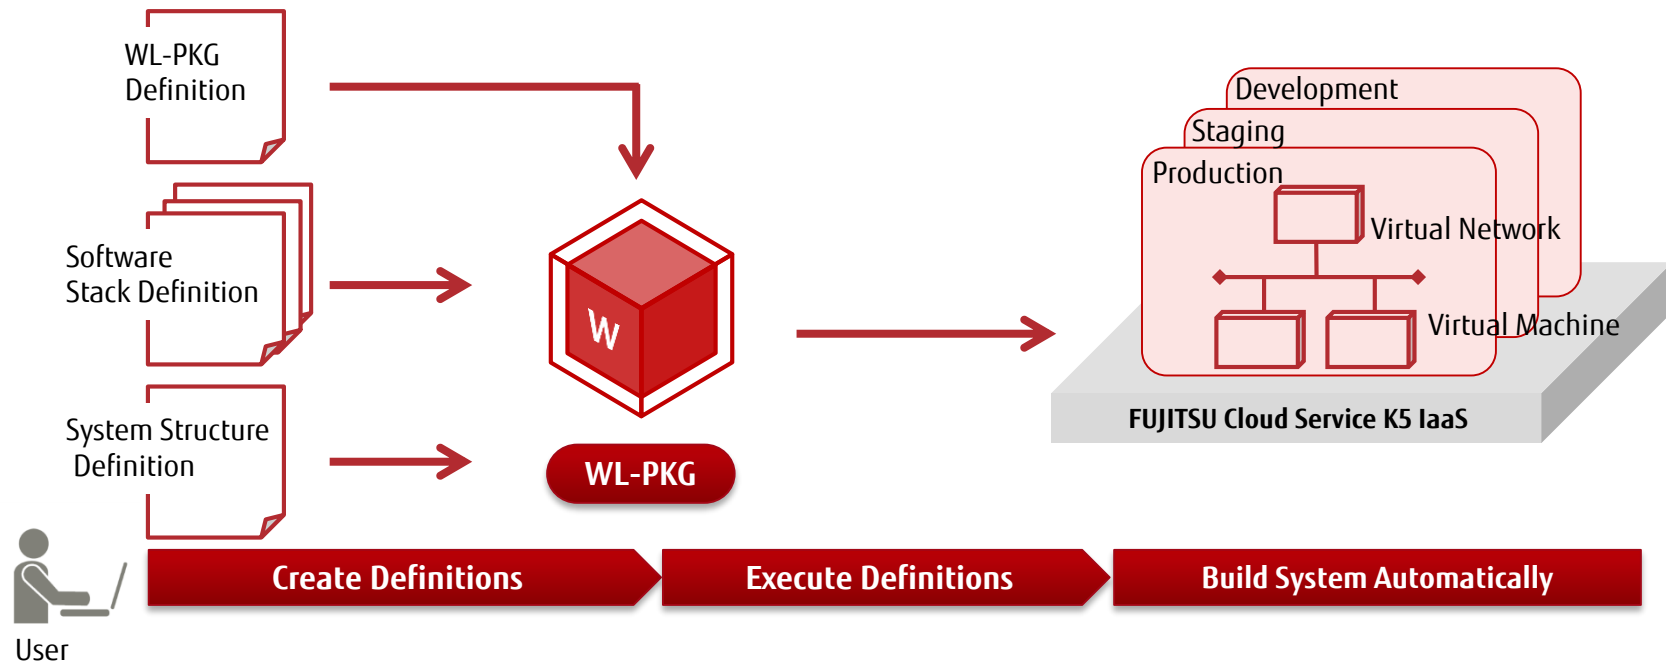 WL-PKG
Definition
Software
Stack Definition
System Structure
Definition
User
W
WL-PKG
Development
Staging
Production
Virtual Network
Virtual Machine
FUJITSU Cloud Service K5 IaaS
Create Definitions
Execute Definitions
Build System Automatically